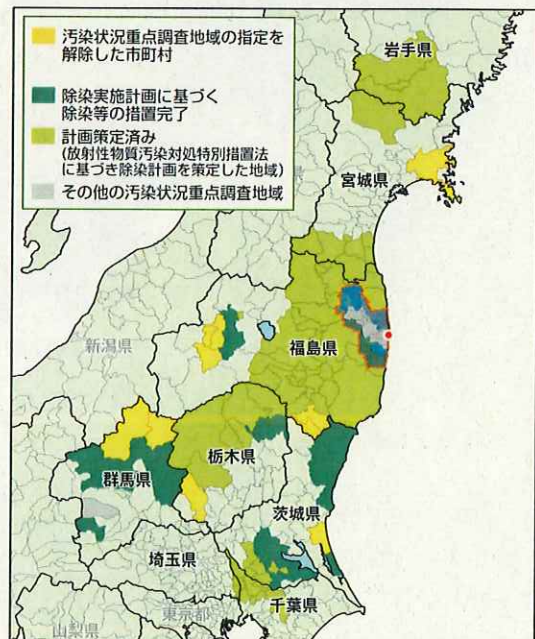 汚染状況重点調査地域の指定を
解除した市町村
除染実施計画に基づく
除染等の措置完了
計画策定済み
(放射性物質汚染対処特別措置法
に基づき除染計画を策定した地域)
その他の汚染状況重点調査地域
岩手県
宮城県
新潟県
福島県
栃木県
群馬県
茨城県
埼玉県
千葉県
東京都
山梨県